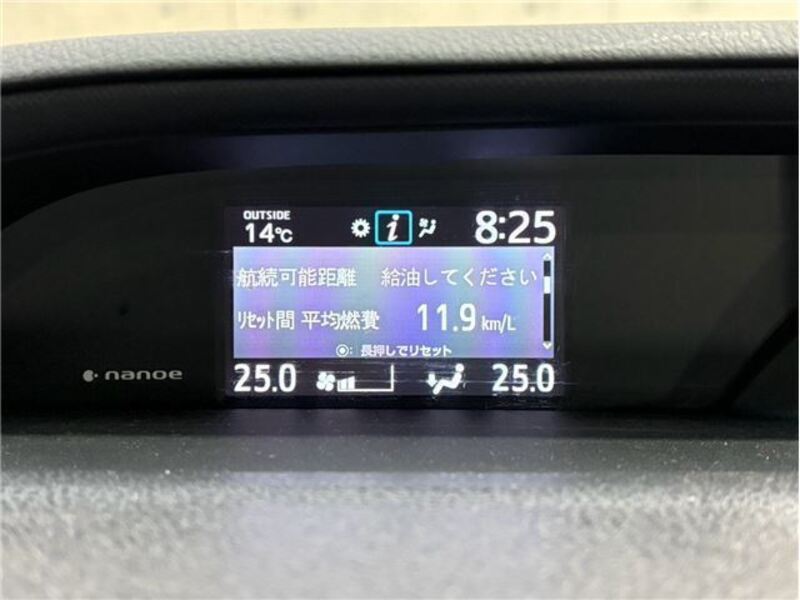 OUTSIDE
14℃ 8:25
航続可能距離 給油してください
ﾘｾｯﾄ間 平均燃費 11.9 km/L
◉: 長押しでリセット
25.0 25.0
nanoe